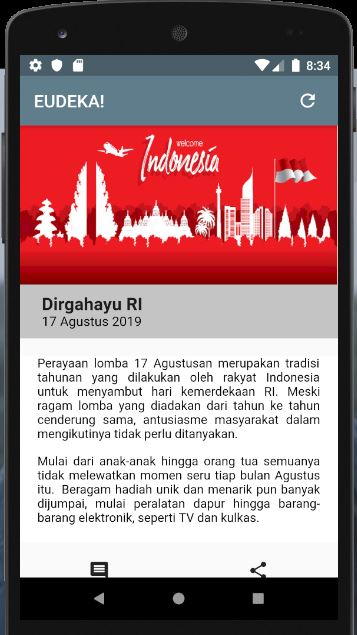 8:34
EUDEKA!
welcome
Indonesia
Dirgahayu RI
17 Agustus 2019
Perayaan lomba 17 Agustusan merupakan tradisi
tahunan yang dilakukan oleh rakyat Indonesia
untuk menyambut hari kemerdekaan RI. Meski
ragam lomba yang diadakan dari tahun ke tahun
cenderung sama, antusiasme masyarakat dalam
mengikutinya tidak perlu ditanyakan.
Mulai dari anak-anak hingga orang tua semuanya
tidak melewatkan momen seru tiap bulan Agustus
itu. Beragam hadiah unik dan menarik pun banyak
dijumpai, mulai peralatan dapur hingga barang-
barang elektronik, seperti TV dan kulkas.